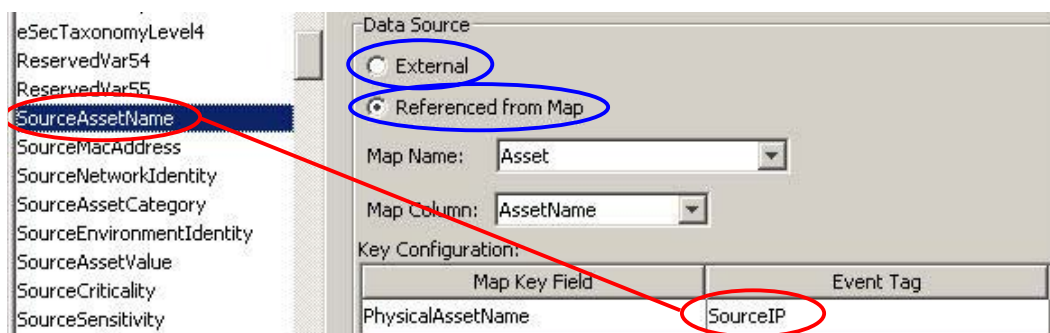 eSecTaxonomyLevel4
ReservedVar54
ReservedVar55
SourceAssetName
SourceMacAddress
SourceNetworkIdentity
SourceAssetCategory
SourceEnvironmentIdentity
SourceAssetValue
SourceCriticality
SourceSensitivity
Data Source
External
Referenced from Map
Map Name: Asset
Map Column: AssetName
Key Configuration:
Map Key Field Event Tag
PhysicalAssetName SourceIP